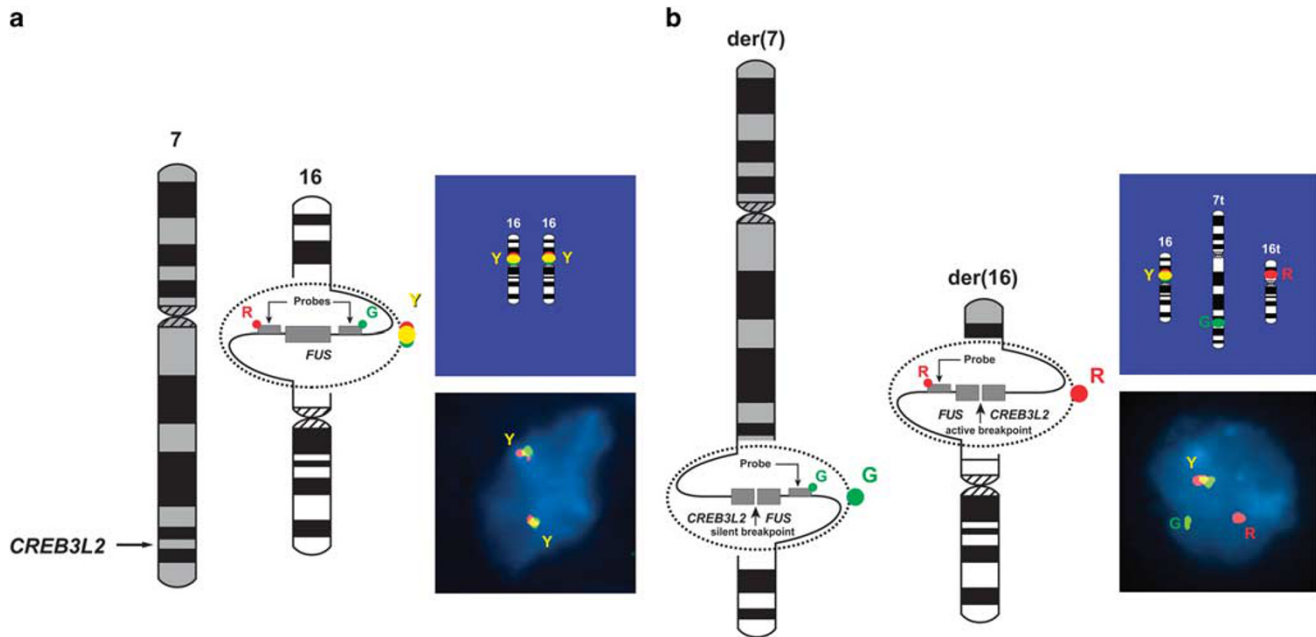 a
7
CREB3L2
16
R
Probes
G
Y
FUS
16 16
Y Y
Y
Y
b
der(7)
Probe
G
G
CREB3L2 FUS
silent breakpoint
der(16)
Probe
R
R
FUS CREB3L2
active breakpoint
7t
16
16t
Y
R
G
Y
G
R